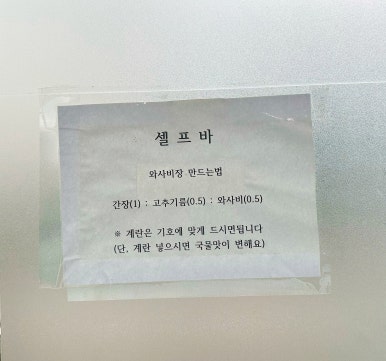 셀프바
와사비장 만드는법
간장(1) : 고추기름(0.5) : 와사비(0.5)
※ 계란은 기호에 맞게 드시면됩니다
(단, 계란 넣으시면 국물맛이 변해요)